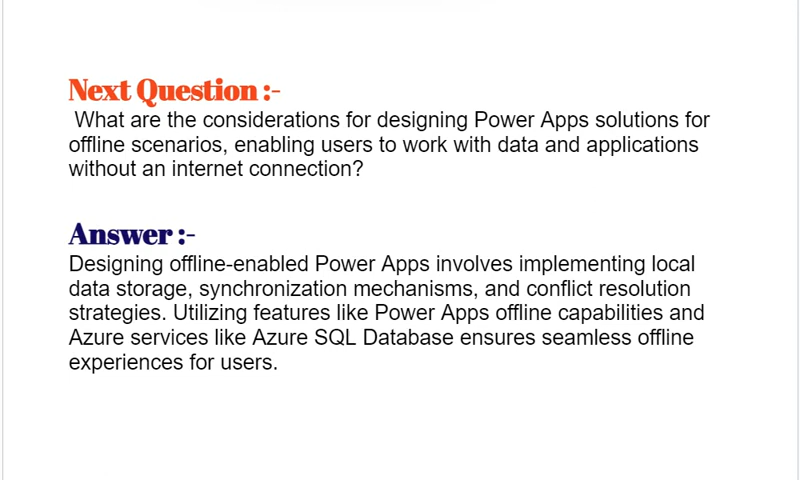 Next Question :-
What are the considerations for designing Power Apps solutions for
offline scenarios, enabling users to work with data and applications
without an internet connection?
Answer :-
Designing offline-enabled Power Apps involves implementing local
data storage, synchronization mechanisms, and conflict resolution
strategies. Utilizing features like Power Apps offline capabilities and
Azure services like Azure SQL Database ensures seamless offline
experiences for users.